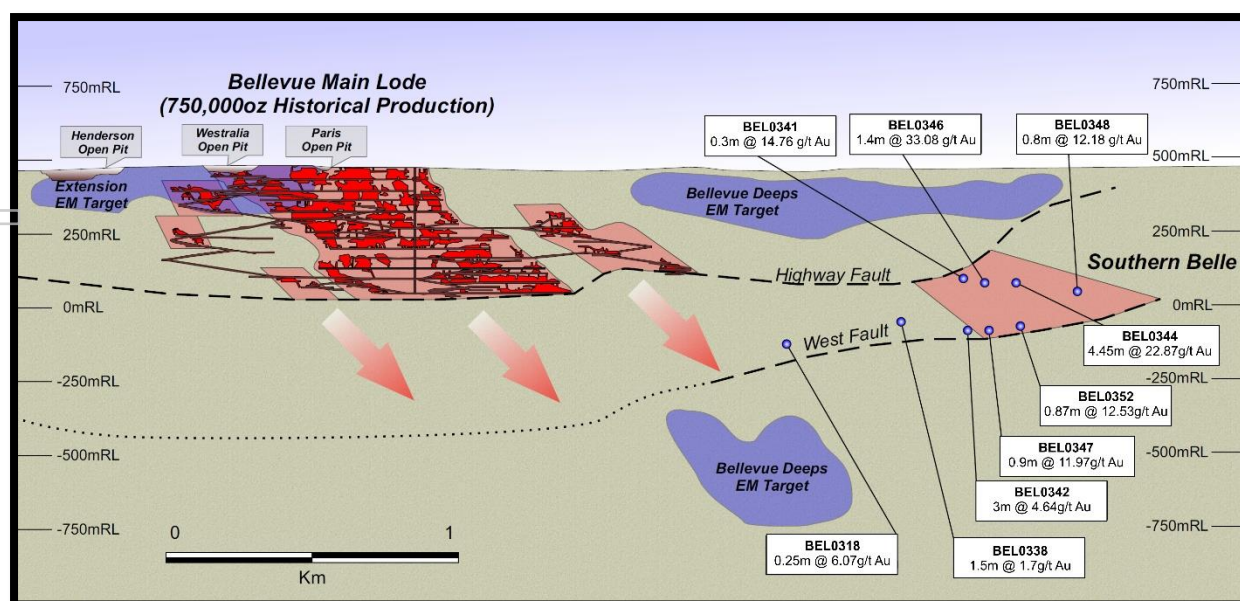 Bellevue Main Lode
(750,000oz Historical Production)
750mRL
750mRL
Henderson
Open Pit
Westralia
Open Pit
Paris
Open Pit
BEL0341
0.3m @ 14.76 g/t Au
BEL0346
1.4m @ 33.08 g/t Au
BEL0348
0.8m @ 12.18 g/t Au
500mRL
500mRL
Extension
EM Target
Bellevue Deeps
EM Target
250mRL
250mRL
Highway Fault
Southern Belle
0mRL
0mRL
West Fault
BEL0344
4.45m @ 22.87g/t Au
-250mRL
-250mRL
BEL0352
0.87m @ 12.53g/t Au
BEL0347
0.9m @ 11.97g/t Au
-500mRL
-500mRL
Bellevue Deeps
EM Target
BEL0342
3m @ 4.64g/t Au
-750mRL
-750mRL
0
1
Km
BEL0318
0.25m @ 6.07g/t Au
BEL0338
1.5m @ 1.7g/t Au